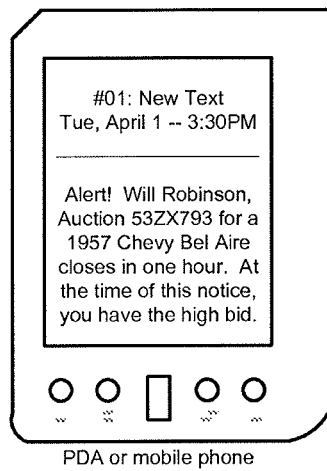 #01: New Text
Tue, April 1 -- 3:30PM
Alert! Will Robinson,
Auction 53ZX793 for a
1957 Chevy Bel Aire
closes in one hour. At
the time of this notice,
you have the high bid.
PDA or mobile phone